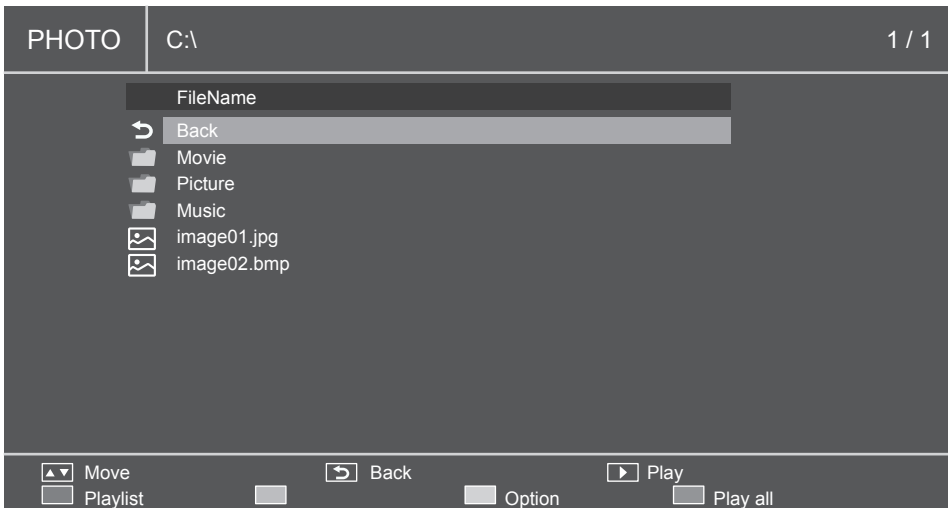 PHOTO C:\ 1 / 1
FileName
Back
Movie
Picture
Music
image01.jpg
image02.bmp
Move Back Play
Playlist Option Play all